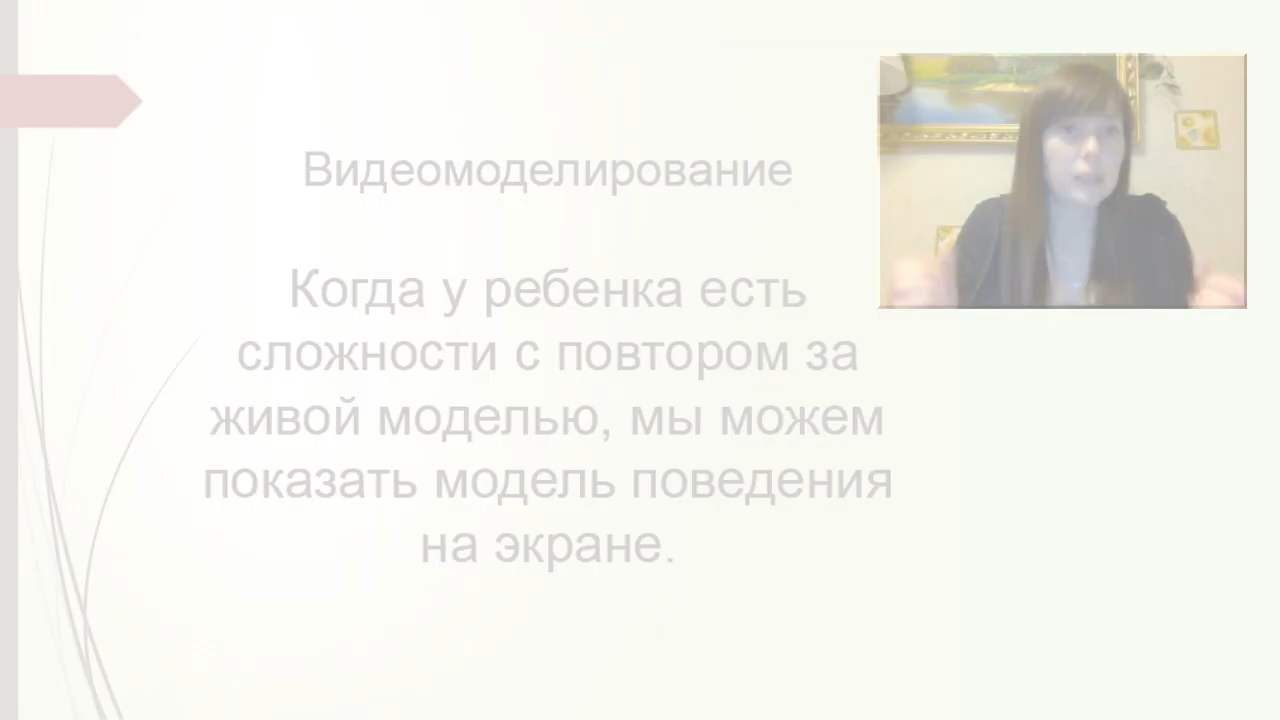 Видеомоделирование
Когда у ребенка есть
сложности с повтором за
живой моделью, мы можем
показать модель поведения
на экране.